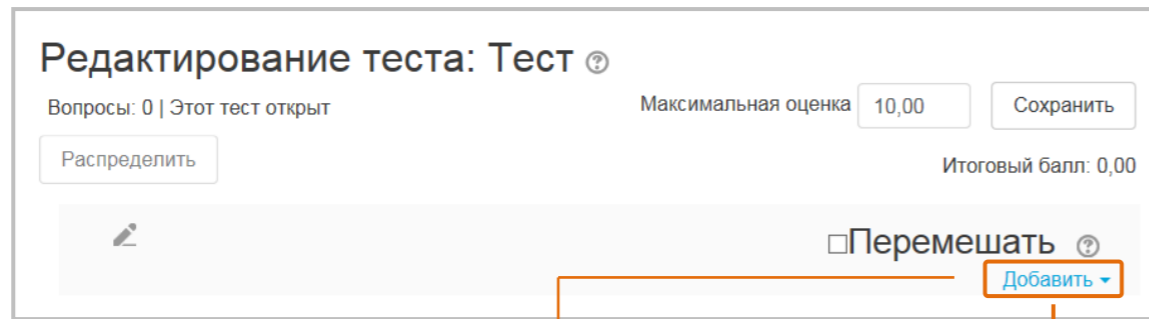 Редактирование теста: Тест
Вопросы: 0 | Этот тест открыт
Максимальная оценка 10,00 Сохранить
Распределить
Итоговый балл: 0,00
Перемешать
Добавить